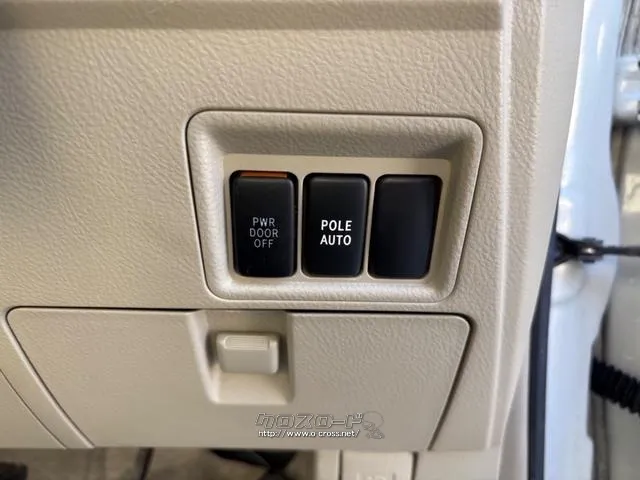 PWR
DOOR
OFF
POLE
AUTO
クロスロード
http://www.o-cross.net/